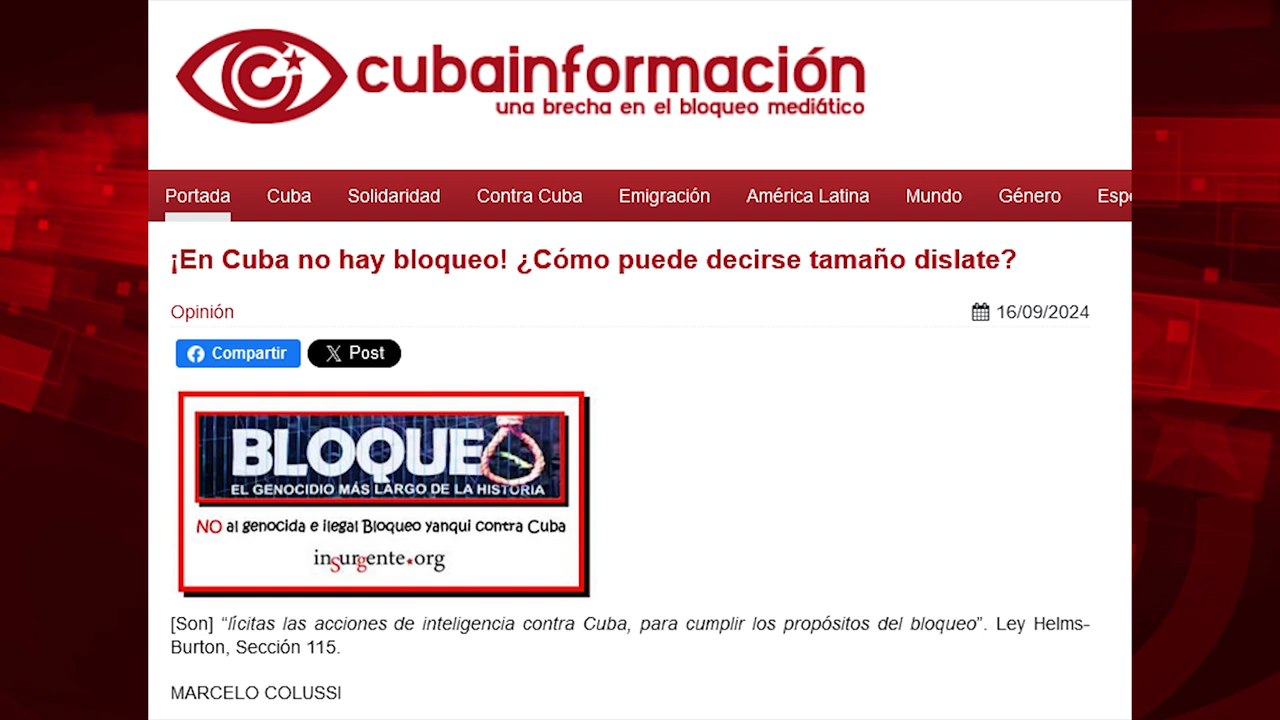 cubainformación
una brecha en el bloqueo mediático
Portada Cuba Solidaridad Contra Cuba Emigración América Latina Mundo Género Espe
¡En Cuba no hay bloqueo! ¿Cómo puede decirse tamaño dislate?
Opinión 16/09/2024
Compartir Post
BLOQUEO
EL GENOCIDIO MÁS LARGO DE LA HISTORIA
NO al genocida e ilegal Bloqueo yanqui contra Cuba
insurgente.org
[Son] “lícitas las acciones de inteligencia contra Cuba, para cumplir los propósitos del bloqueo”. Ley Helms-
Burton, Sección 115.
MARCELO COLUSSI